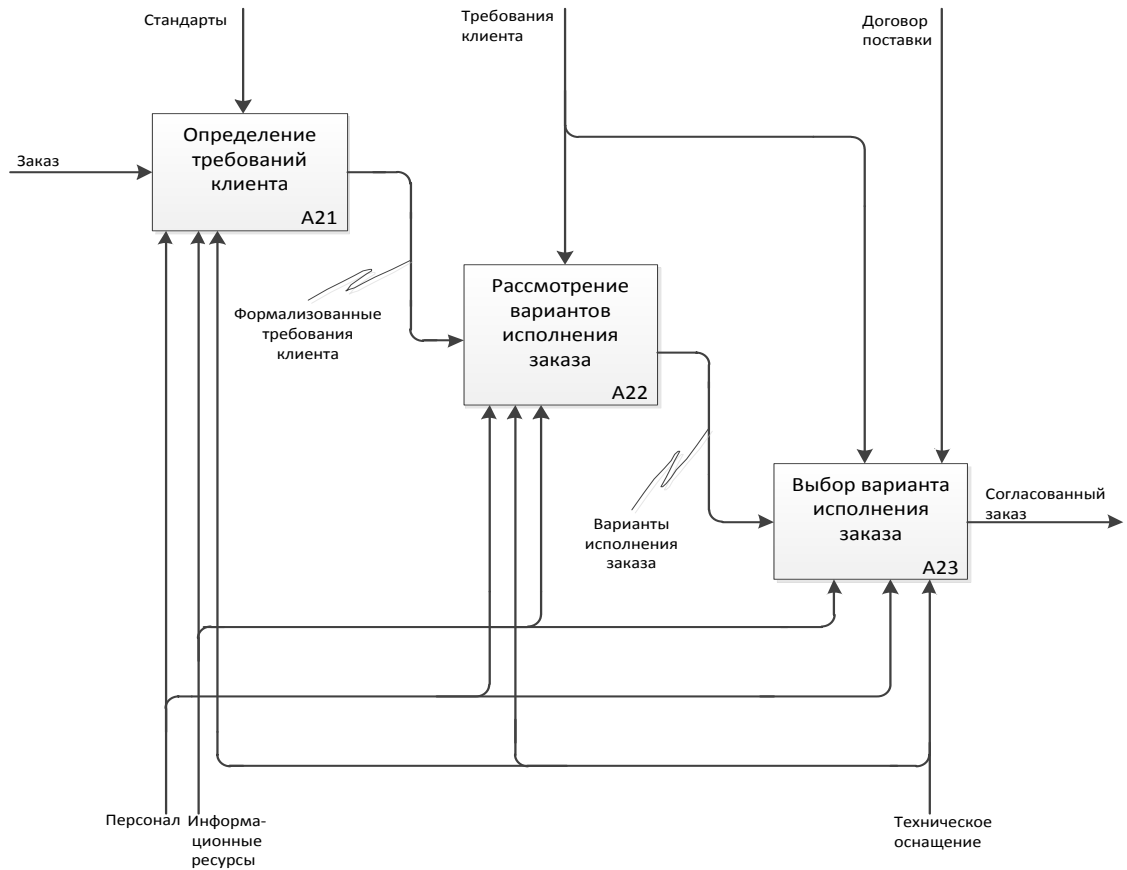 Стандарты
Требования
клиента
Договор
поставки
Заказ
Определение
требований
клиента
А21
Формализованные
требования
клиента
Рассмотрение
вариантов
исполнения
заказа
А22
Варианты
исполнения
заказа
Выбор варианта
исполнения
заказа
А23
Согласованный
заказ
Персонал
Информа-
ционные
ресурсы
Техническое
оснащение